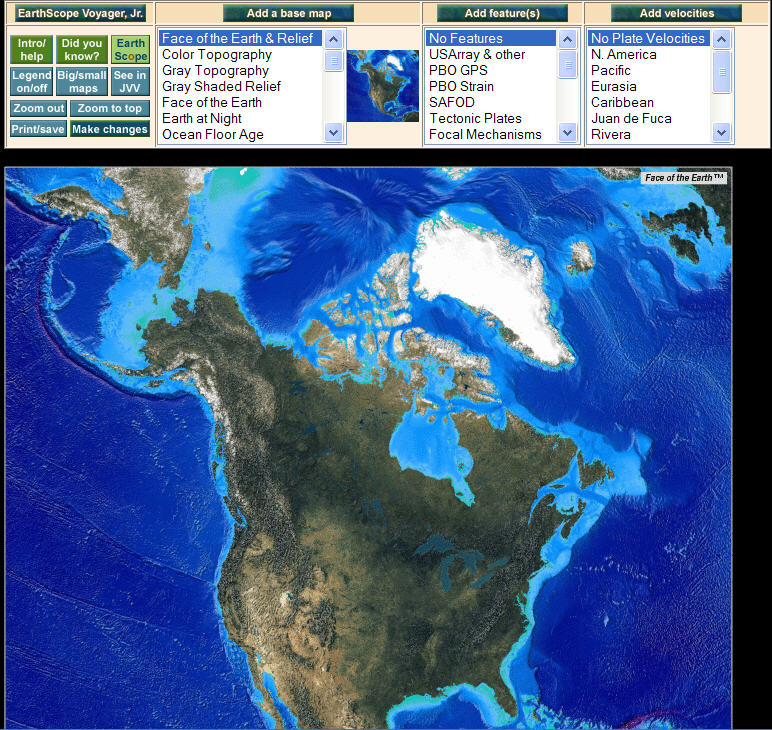 EarthScope Voyager, Jr.
Add a base map
Add feature(s)
Add velocities
Intro/
help
Did you
know?
Earth
Scope
Legend
on/off
Big/small
maps
See in
JVV
Zoom out
Zoom to top
Print/save
Make changes
Face of the Earth & Relief
Color Topography
Gray Topography
Gray Shaded Relief
Face of the Earth
Earth at Night
Ocean Floor Age
No Features
USArray & other
PBO GPS
PBO Strain
SAFOD
Tectonic Plates
Focal Mechanisms
No Plate Velocities
N. America
Pacific
Eurasia
Caribbean
Juan de Fuca
Rivera
Face of the Earth™